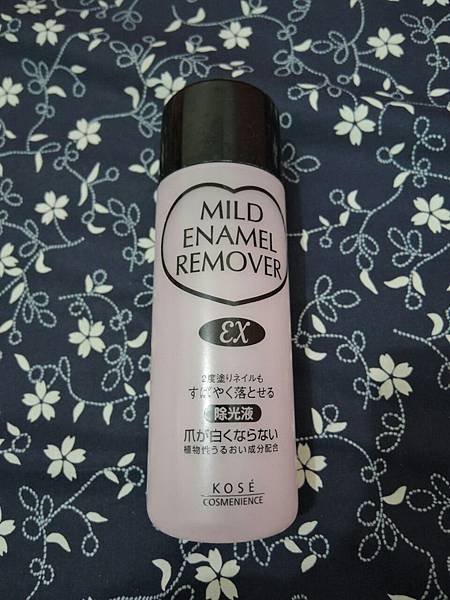 MILD
ENAMEL
REMOVER
EX
2度塗りネイルも
すばやく落とせる
除光液
爪が白くならない
植物性うるおい成分配合
KOSÉ
COSMENIENCE